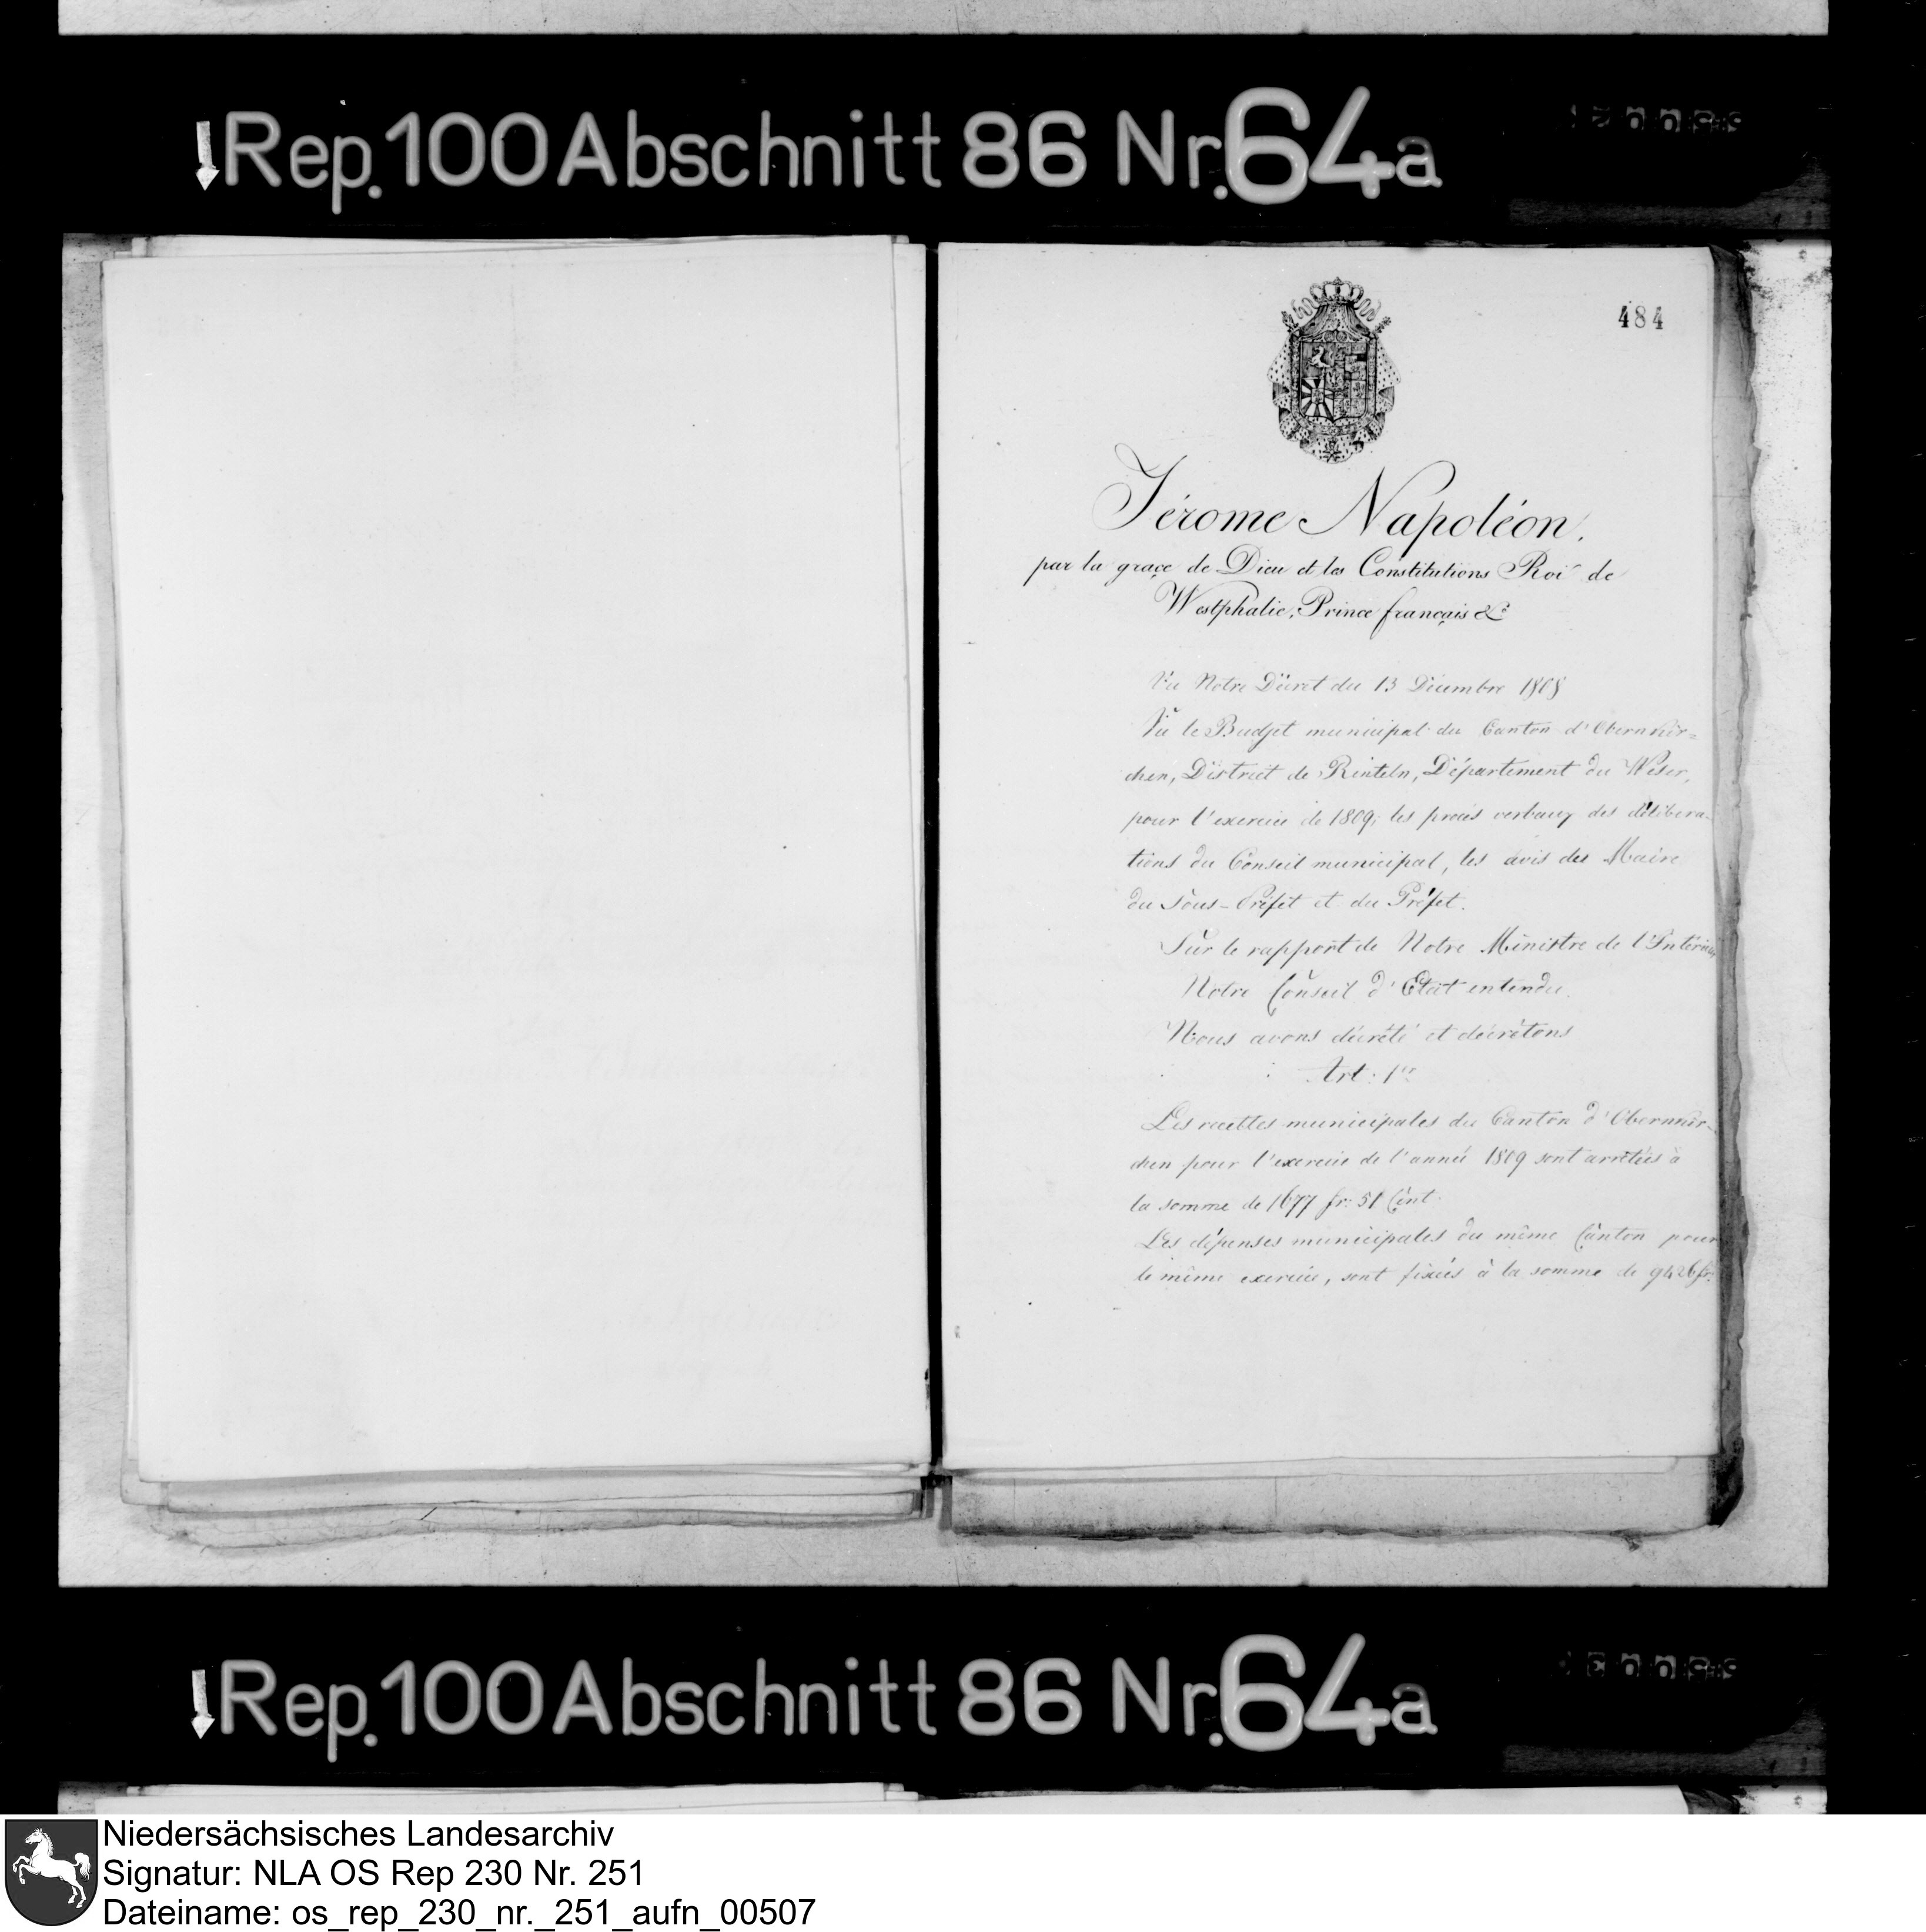 Rep. 100 Abschnitt 86 Nr. 64a
484
Jérome Napoléon,
par la grace de Dieu et les Constitutions Roi de
Westphalie, Prince français &c
Vu Notre Décret du 13 Décembre 1808
Vu le Budjet municipal du Canton d'Obernkir=
chen, District de Rinteln, Département du Weser,
pour l'exercice de 1809, les procès verbaux des délibera-
tions du Conseil municipal, les avis du Maire
du Sous-Préfet et du Préfet.
Sur le rapport de Notre Ministre de l'Intérieur
Notre Conseil d'Etat entendu.
Nous avons décrété et décrétons
Art: 1er
Les recettes municipales du Canton d'Obernkir-
chen pour l'exercice de l'année 1809 sont arrêtées à
la somme de 1677 fr: 51 Cent.
Les dépenses municipales du même Canton pour
le même exercice, sont fixées à la somme de 9426 fr:
Rep. 100 Abschnitt 86 Nr. 64a
Niedersächsisches Landesarchiv
Signatur: NLA OS Rep 230 Nr. 251
Dateiname: os_rep_230_nr._251_aufn_00507